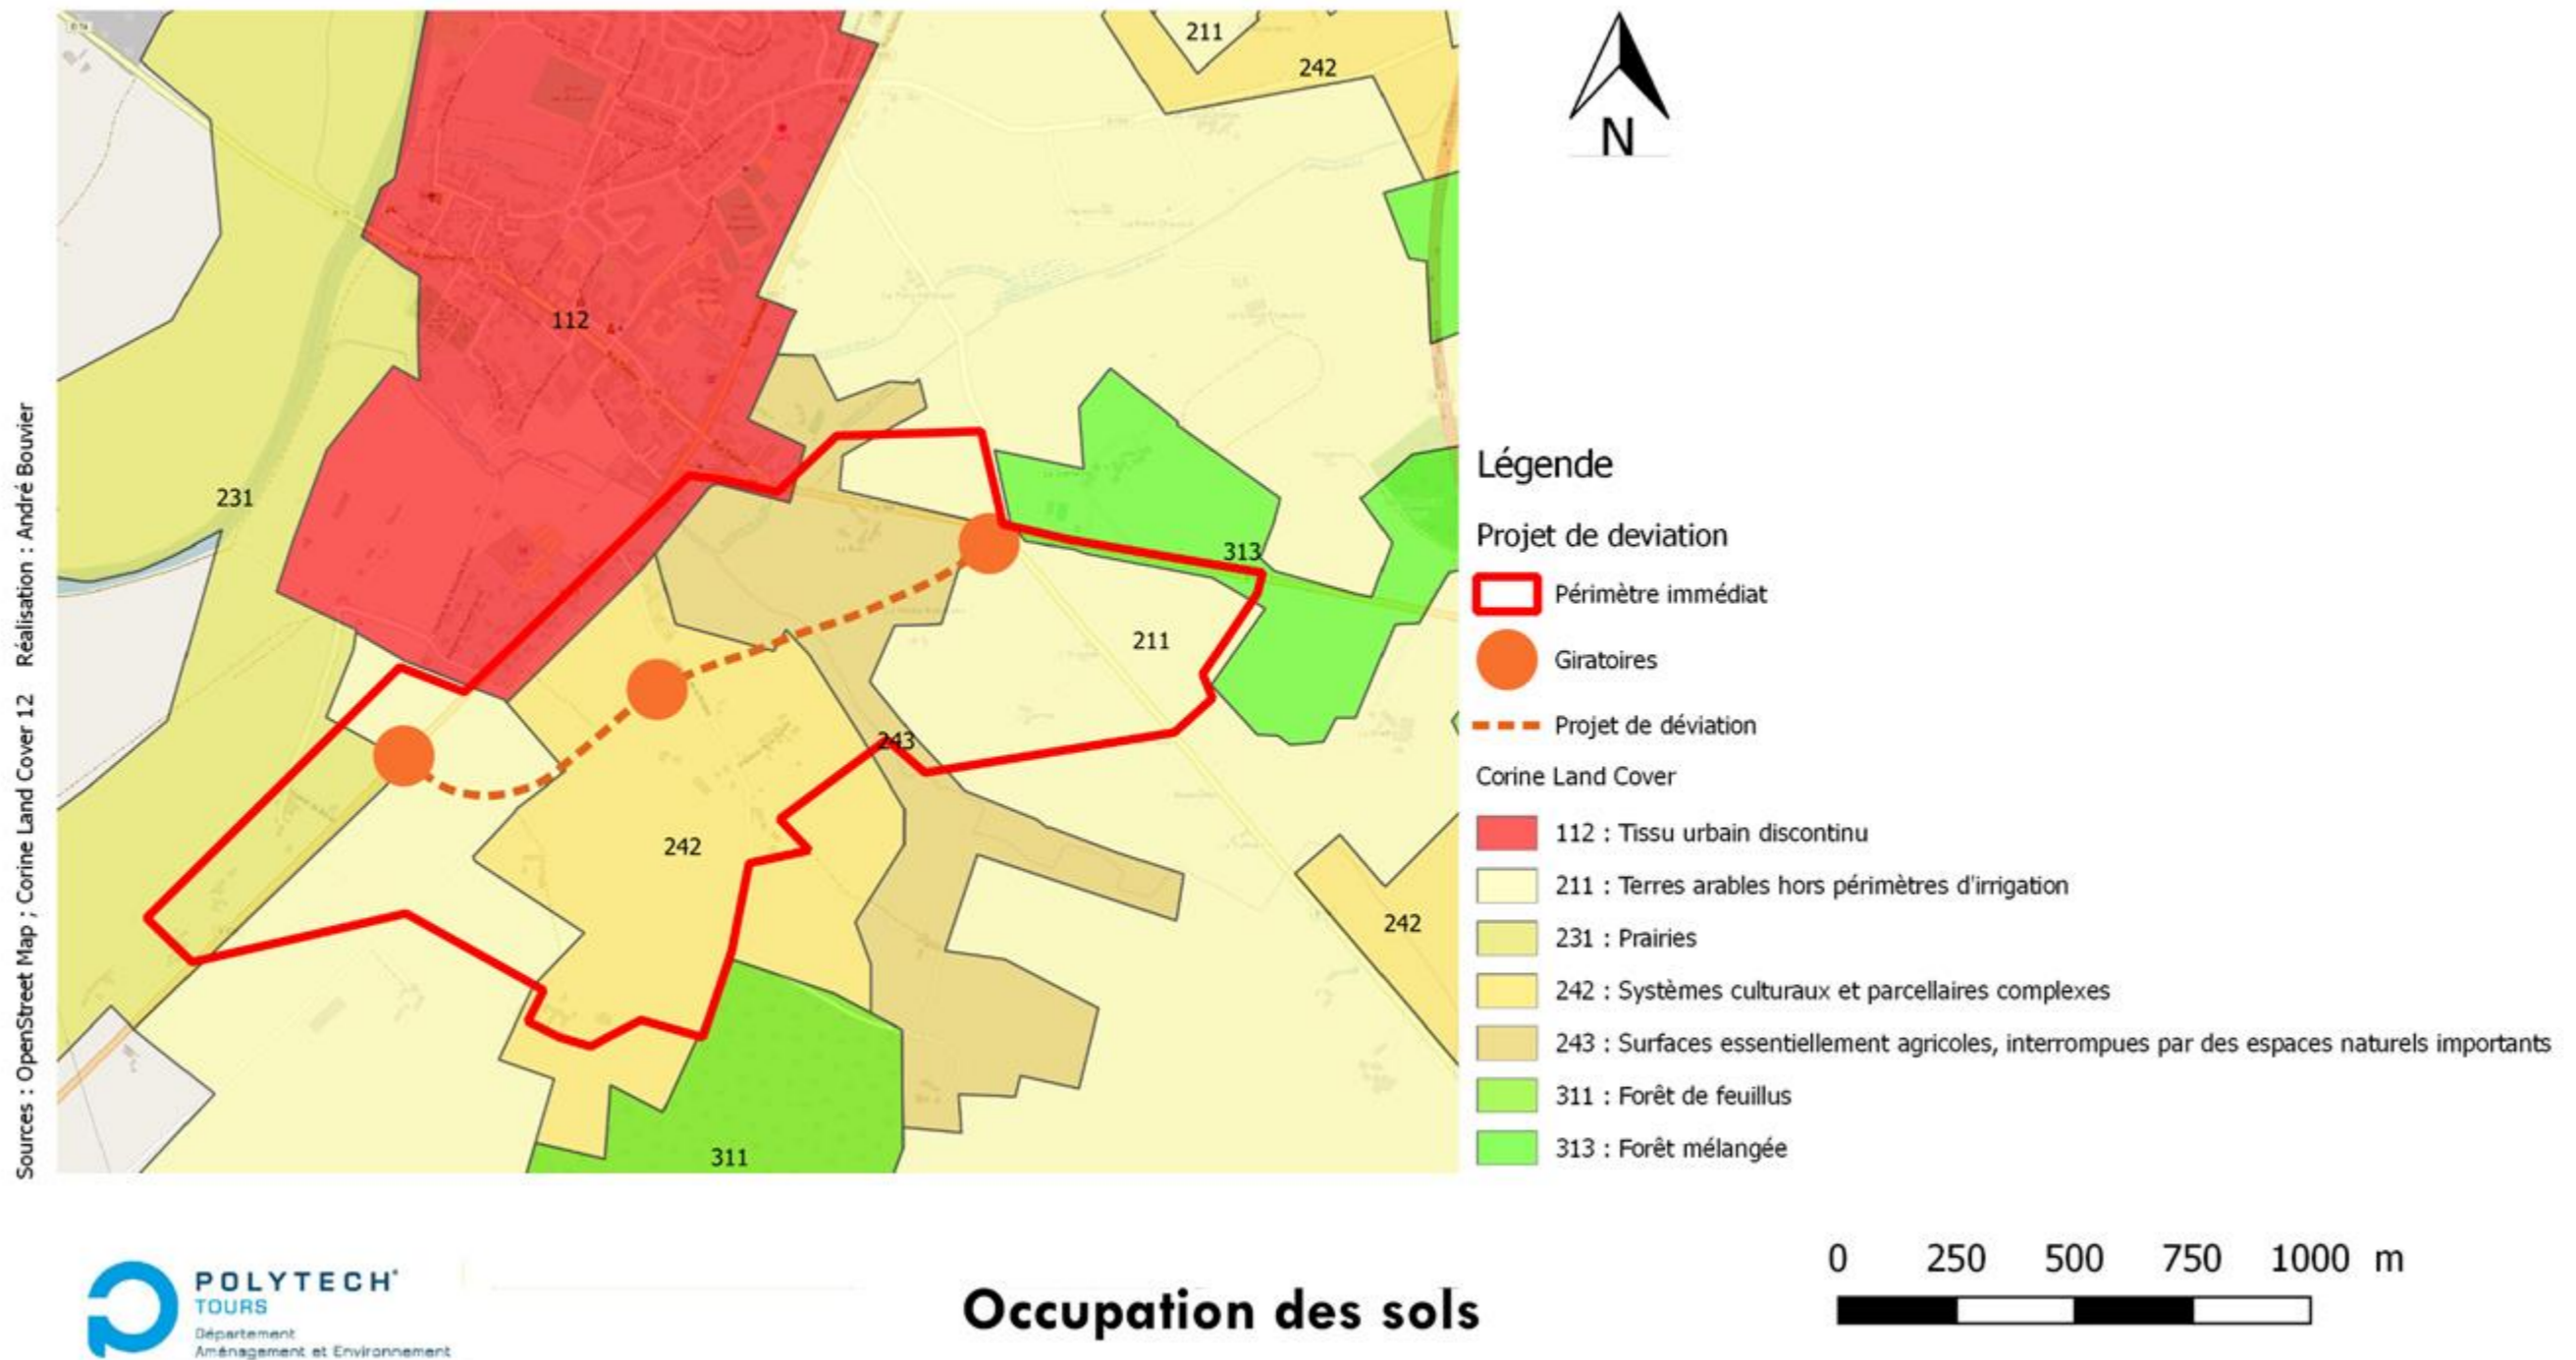 211
242
112
231
313
211
243
242
242
311
N
Légende
Projet de deviation
Périmètre immédiat
Giratoires
Projet de déviation
Corine Land Cover
112 : Tissu urbain discontinu
211 : Terres arables hors périmètres d'irrigation
231 : Prairies
242 : Systèmes culturaux et parcellaires complexes
243 : Surfaces essentiellement agricoles, interrompues par des espaces naturels importants
311 : Forêt de feuillus
313 : Forêt mélangée
Sources : OpenStreet Map ; Corine Land Cover 12 Réalisation : André Bouvier
POLYTECH®
TOURS
Département
Aménagement et Environnement
Occupation des sols
0 250 500 750 1000 m